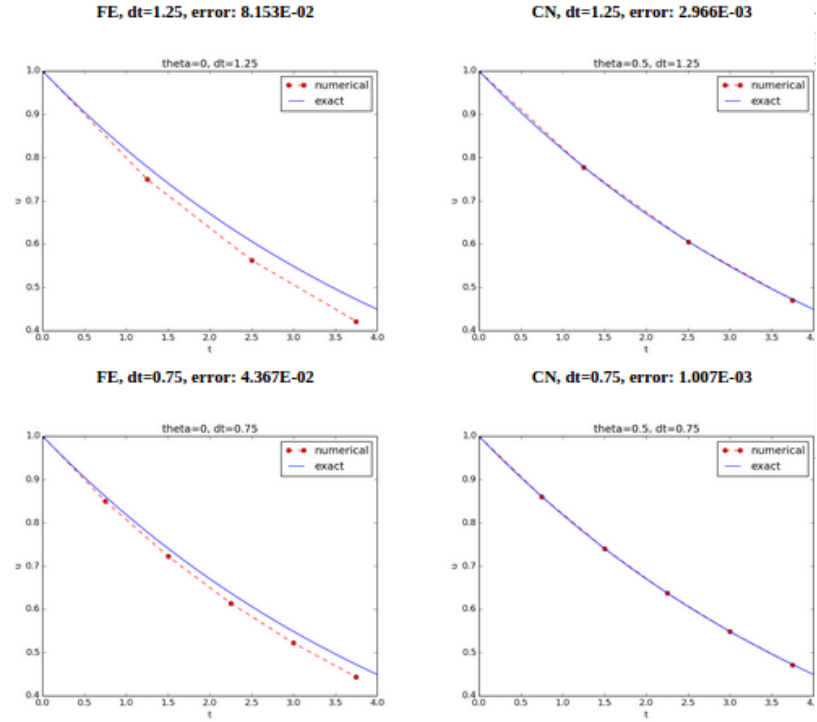 FE, dt=1.25, error: 8.153E-02
CN, dt=1.25, error: 2.966E-03
theta=0, dt=1.25
numerical
exact
1.0
0.9
0.8
0.7
0.6
0.5
0.4
u
0.0 0.5 1.0 1.5 2.0 2.5 3.0 3.5 4.0
t
theta=0.5, dt=1.25
numerical
exact
1.0
0.9
0.8
0.7
0.6
0.5
0.4
u
0.0 0.5 1.0 1.5 2.0 2.5 3.0 3.5
t
FE, dt=0.75, error: 4.367E-02
CN, dt=0.75, error: 1.007E-03
theta=0, dt=0.75
numerical
exact
1.0
0.9
0.8
0.7
0.6
0.5
0.4
u
0.0 0.5 1.0 1.5 2.0 2.5 3.0 3.5 4.0
t
theta=0.5, dt=0.75
numerical
exact
1.0
0.9
0.8
0.7
0.6
0.5
0.4
u
0.0 0.5 1.0 1.5 2.0 2.5 3.0 3.5
t